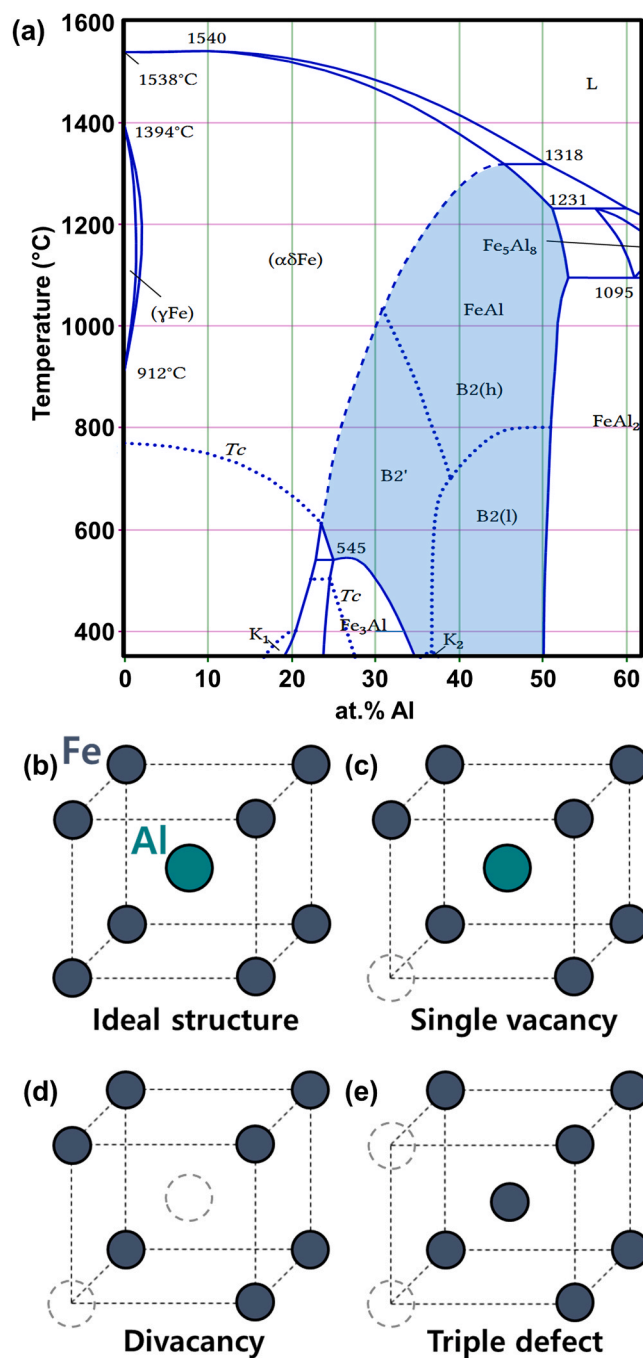 (a)
1600
1540
1538°C
L
1400
1394°C
1318
1231
1200
Fe₅Al₈
(αδFe)
1095
(γFe)
FeAl
1000
912°C
B2(h)
FeAl₂
800
Tc
B2'
B2(l)
600
545
Tc
Fe₃Al
K₁
K₂
400
Temperature (°C)
0 10 20 30 40 50 60
at.% Al
(b) Fe
Al
Ideal structure
(c)
Single vacancy
(d)
Divacancy
(e)
Triple defect